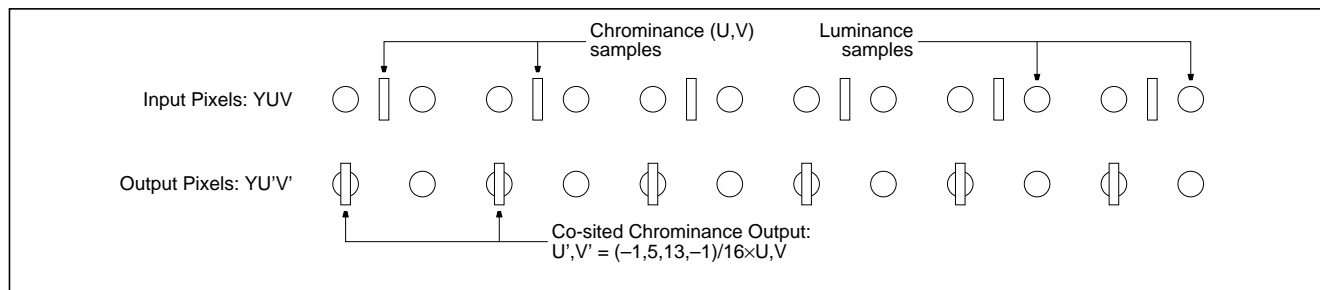 Chrominance (U,V)
samples
Luminance
samples
Input Pixels: YUV
Output Pixels: YU'V'
Co-sited Chrominance Output:
U',V' = (–1,5,13,–1)/16×U,V